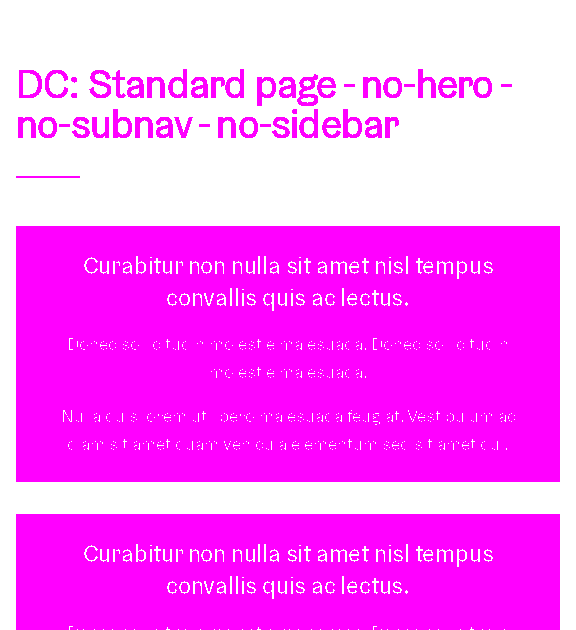 DC: Standard page - no-hero -
no-subnav - no-sidebar
Curabitur non nulla sit amet nisl tempus
convallis quis ac lectus.
Donec sollicitudin molestie malesuada. Donec sollicitudin
molestie malesuada.
Nulla quis lorem ut libero malesuada feugiat. Vestibulum ac
diam sit amet quam vehicula elementum sed sit amet dui.
Curabitur non nulla sit amet nisl tempus
convallis quis ac lectus.